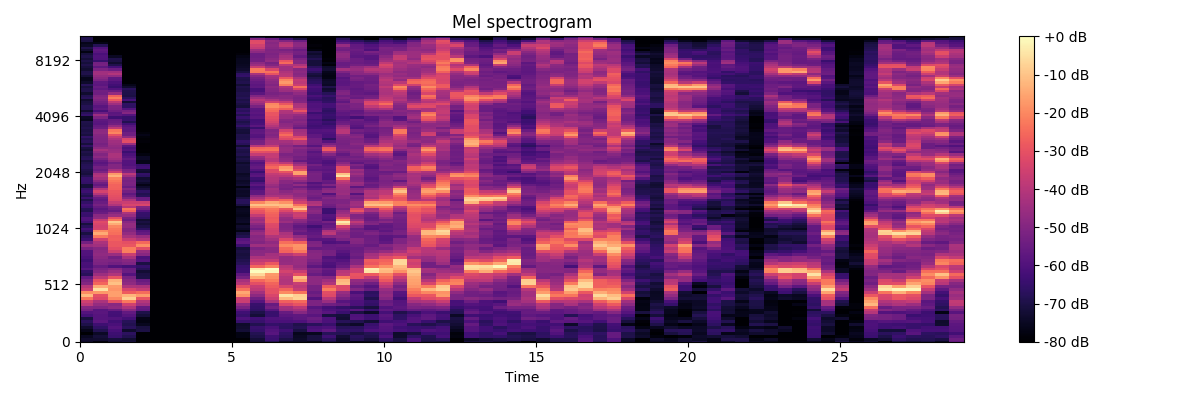 Mel spectrogram
Hz
8192
4096
2048
1024
512
0
0 5 10 15 20 25
Time
+0 dB
-10 dB
-20 dB
-30 dB
-40 dB
-50 dB
-60 dB
-70 dB
-80 dB